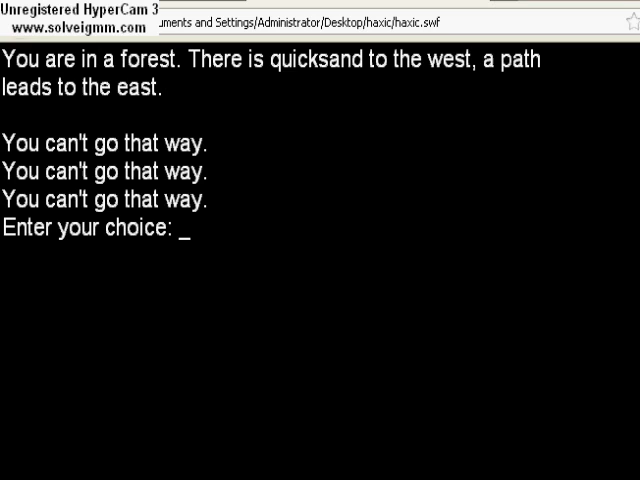 Unregistered HyperCam 3
www.solveigmm.com
uments and Settings/Administrator/Desktop/haxic/haxic.swf
You are in a forest. There is quicksand to the west, a path
leads to the east.
You can't go that way.
You can't go that way.
You can't go that way.
Enter your choice: _